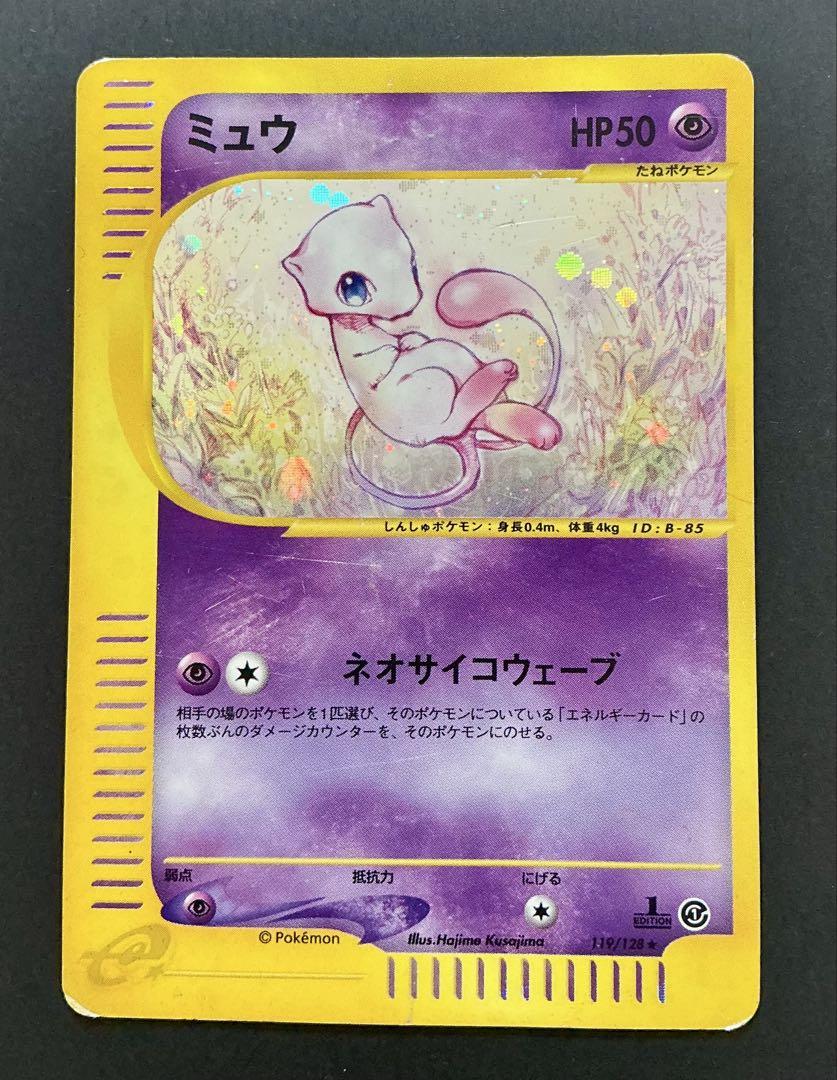 ミュウ HP50
たねポケモン
しんしゅポケモン：身長0.4m、体重4kg ID：B-85
ネオサイコウェーブ
相手の場のポケモンを1匹選び、そのポケモンについている「エネルギーカード」の
枚数ぶんのダメージカウンターを、そのポケモンにのせる。
弱点 抵抗力 にげる
1
EDITION
© Pokémon Illus.Hajime Kusajima 119/128★
e